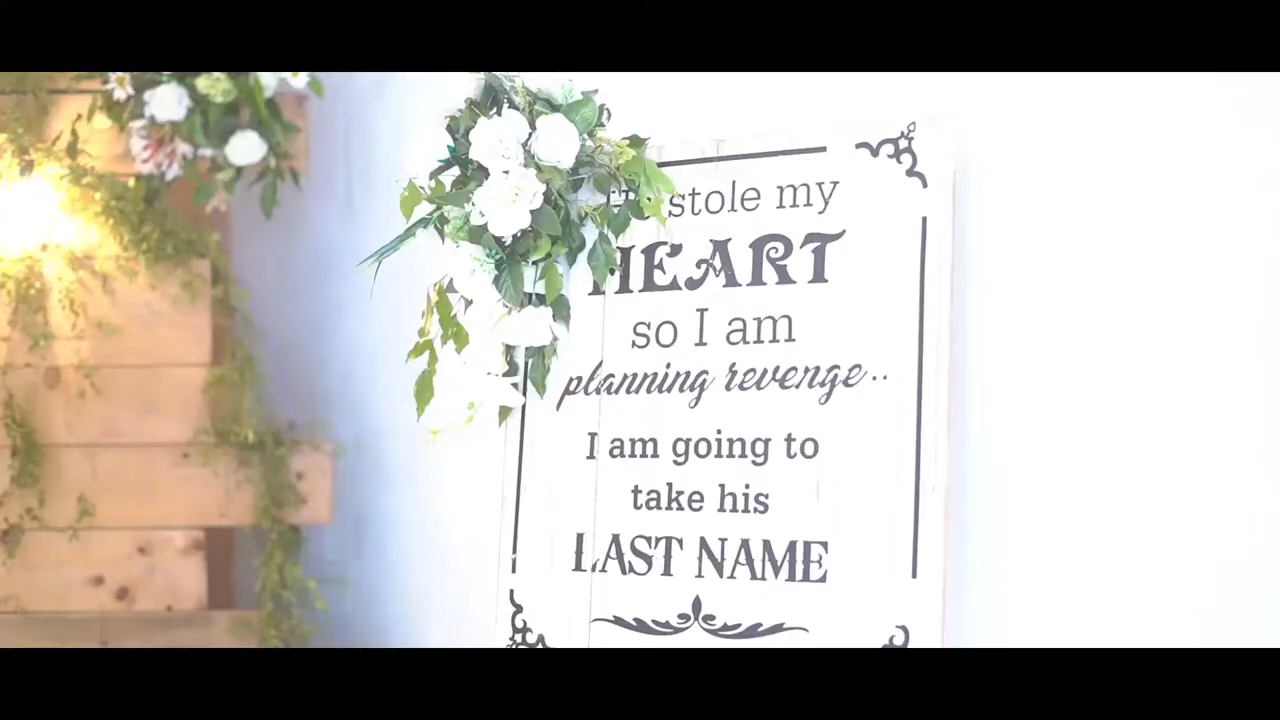 stole my
HEART
so I am
planning revenge..
I am going to
take his
LAST NAME